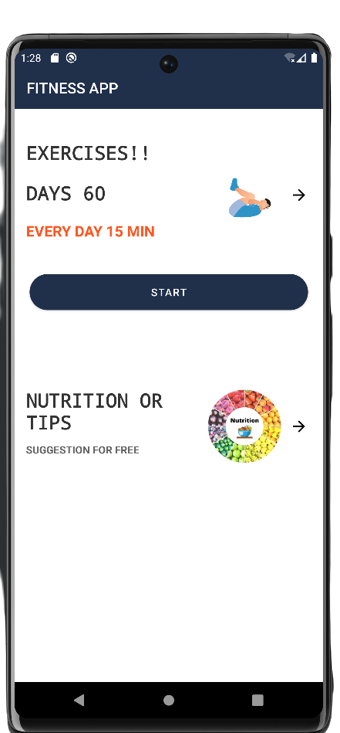 1:28
FITNESS APP
EXERCISES!!
DAYS 60
EVERY DAY 15 MIN
START
NUTRITION OR
TIPS
Nutrition
SUGGESTION FOR FREE